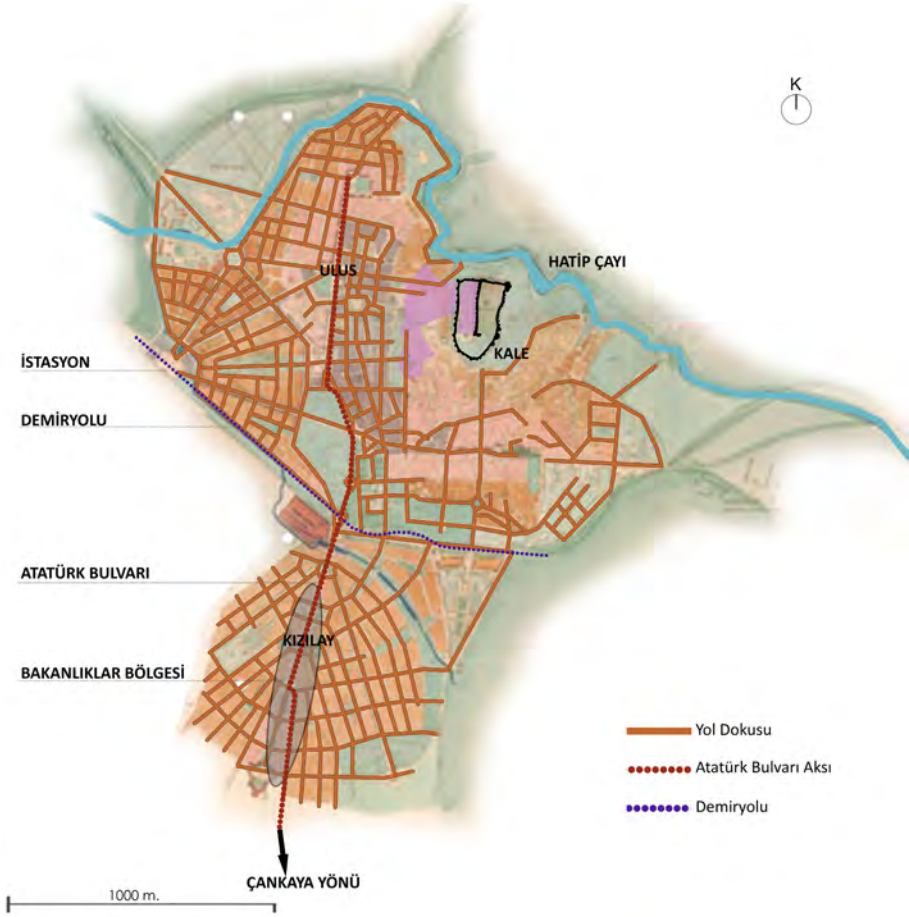 K
HATİP ÇAYI
ULUS
KALE
İSTASYON
DEMİRYOLU
ATATÜRK BULVARI
KIZILAY
BAKANLIKLAR BÖLGESİ
Yol Dokusu
Atatürk Bulvarı Aksı
Demiryolu
ÇANKAYA YÖNÜ
1000 m.